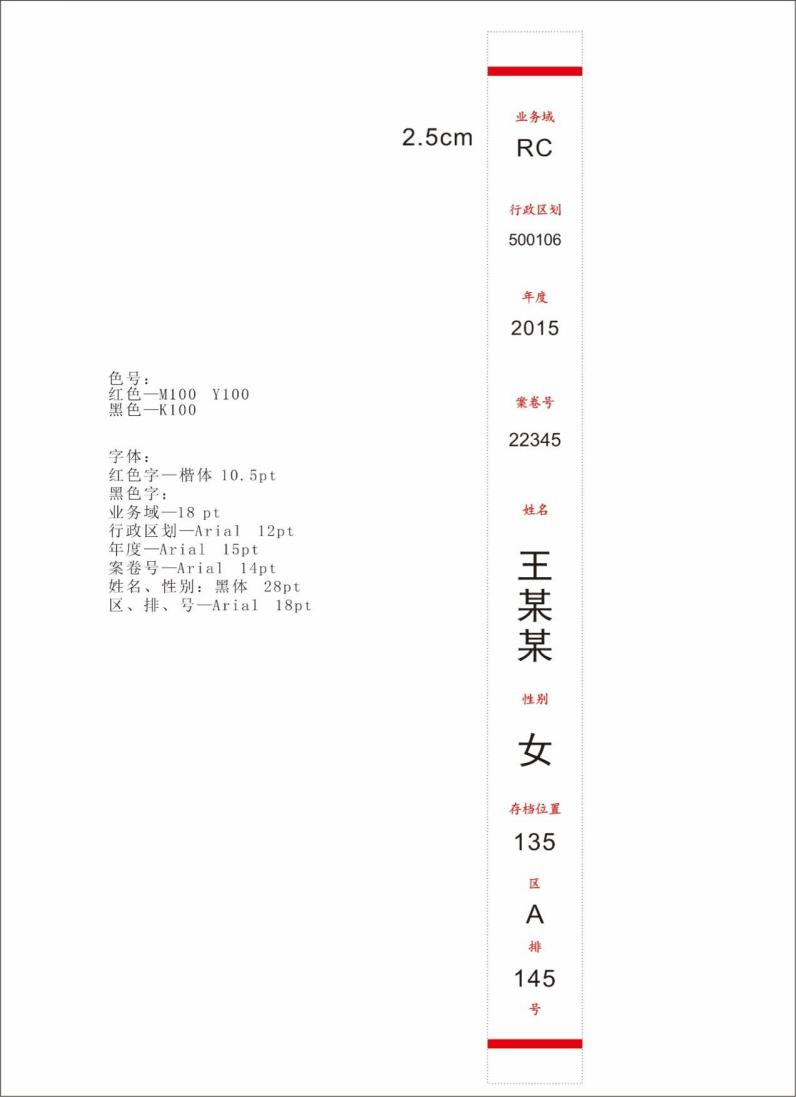 色号：
红色—M100 Y100
黑色—K100
字体：
红色字—楷体 10.5pt
黑色字：
业务域—18 pt
行政区划—Arial 12pt
年度—Arial 15pt
案卷号—Arial 14pt
姓名、性别：黑体 28pt
区、排、号—Arial 18pt
2.5cm
业务域
RC
行政区划
500106
年度
2015
案卷号
22345
姓名
王
某
某
性别
女
存档位置
135
区
A
排
145
号